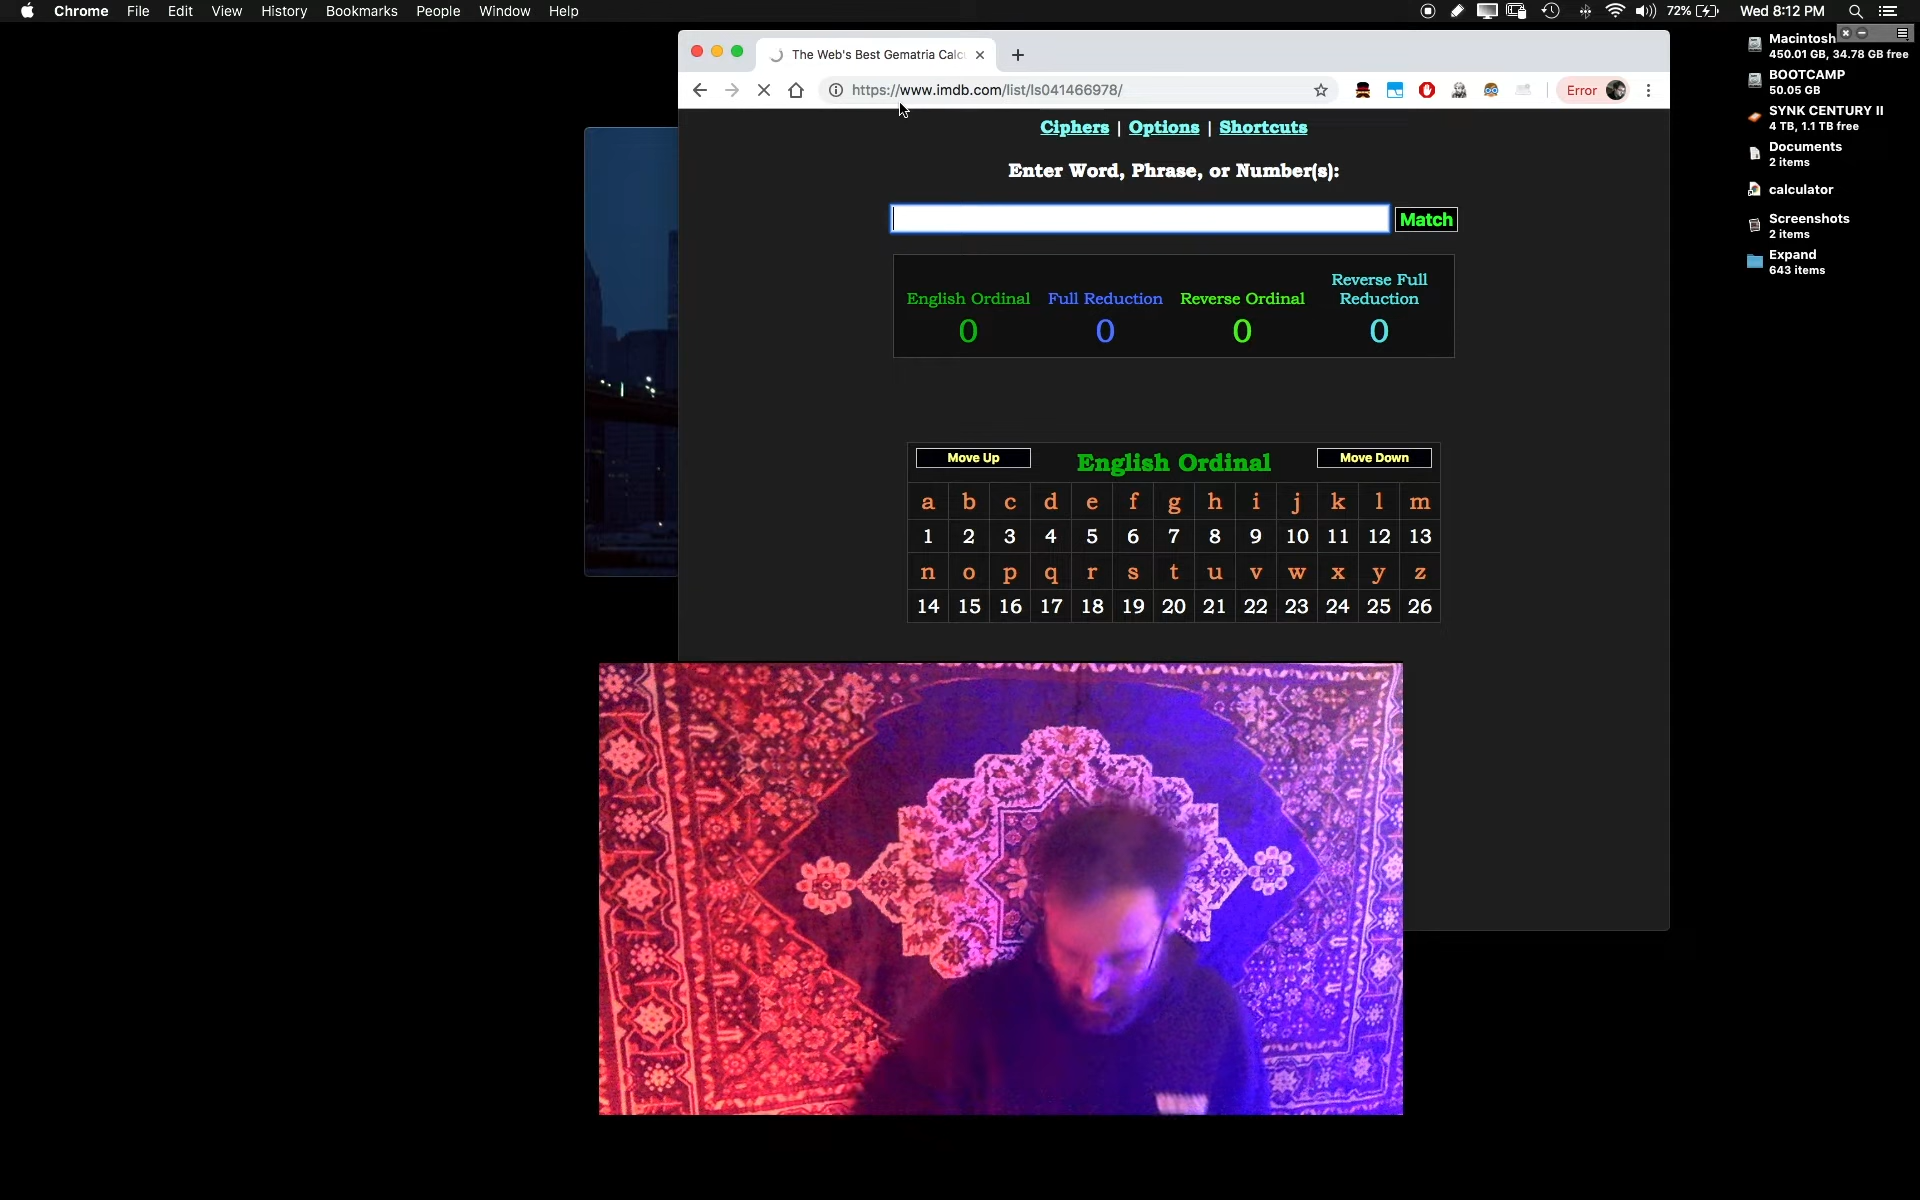 Chrome File Edit View History Bookmarks People Window Help 72% Wed 8:12 PM
The Web's Best Gematria Calc
https://www.imdb.com/list/ls041466978/ Error
Ciphers | Options | Shortcuts
Enter Word, Phrase, or Number(s):
Match
English Ordinal Full Reduction Reverse Ordinal Reverse Full Reduction
0 0 0 0
Move Up English Ordinal Move Down
a b c d e f g h i j k l m
1 2 3 4 5 6 7 8 9 10 11 12 13
n o p q r s t u v w x y z
14 15 16 17 18 19 20 21 22 23 24 25 26
Macintosh
450.01 GB, 34.78 GB free
BOOTCAMP
50.05 GB
SYNK CENTURY II
4 TB, 1.1 TB free
Documents
2 items
calculator
Screenshots
2 items
Expand
643 items